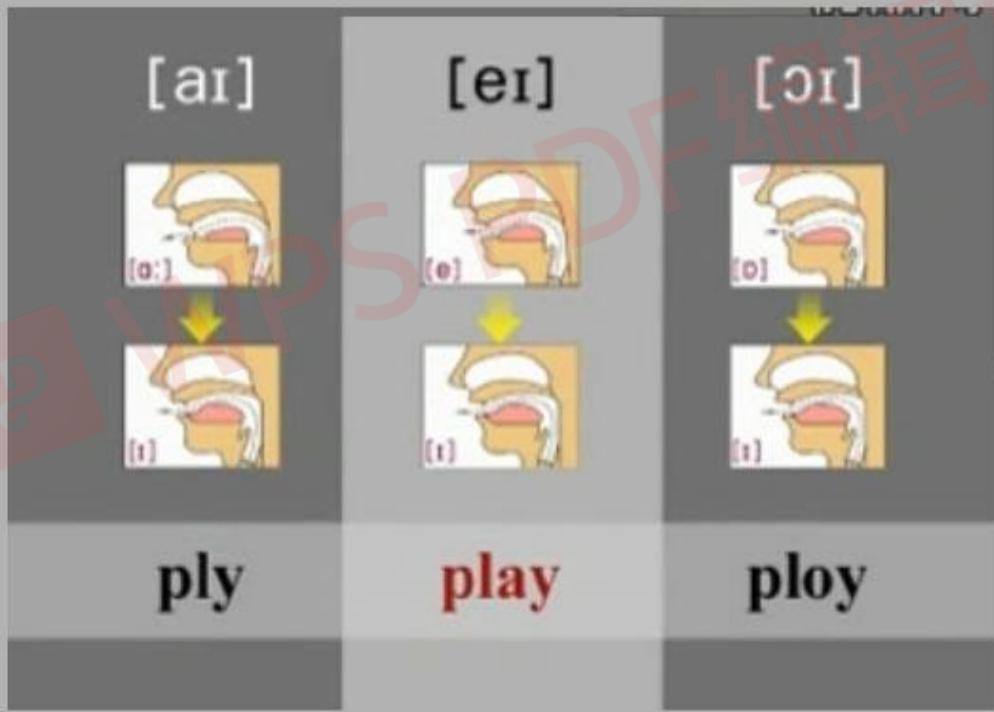 [aɪ] [eɪ] [ɔɪ]
[ɑ:] [e] [ɔ]
[ɪ] [ɪ] [ɪ]
ply play ploy
WPS PDF编辑